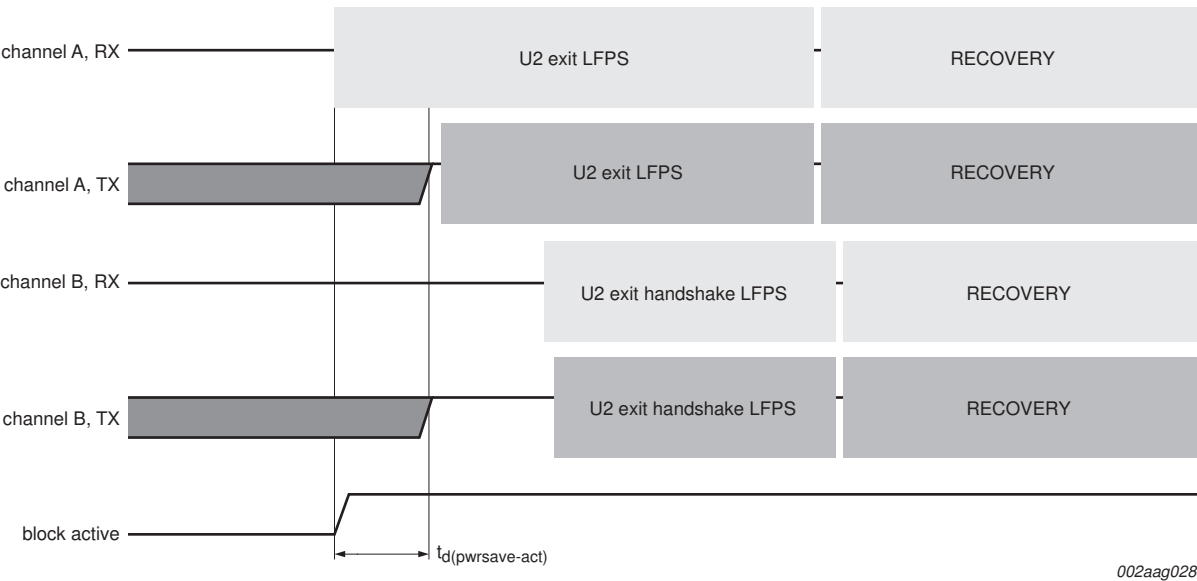 channel A, RX
U2 exit LFPS
RECOVERY
channel A, TX
U2 exit LFPS
RECOVERY
channel B, RX
U2 exit handshake LFPS
RECOVERY
channel B, TX
U2 exit handshake LFPS
RECOVERY
block active
td(pwrsave-act)
002aag028